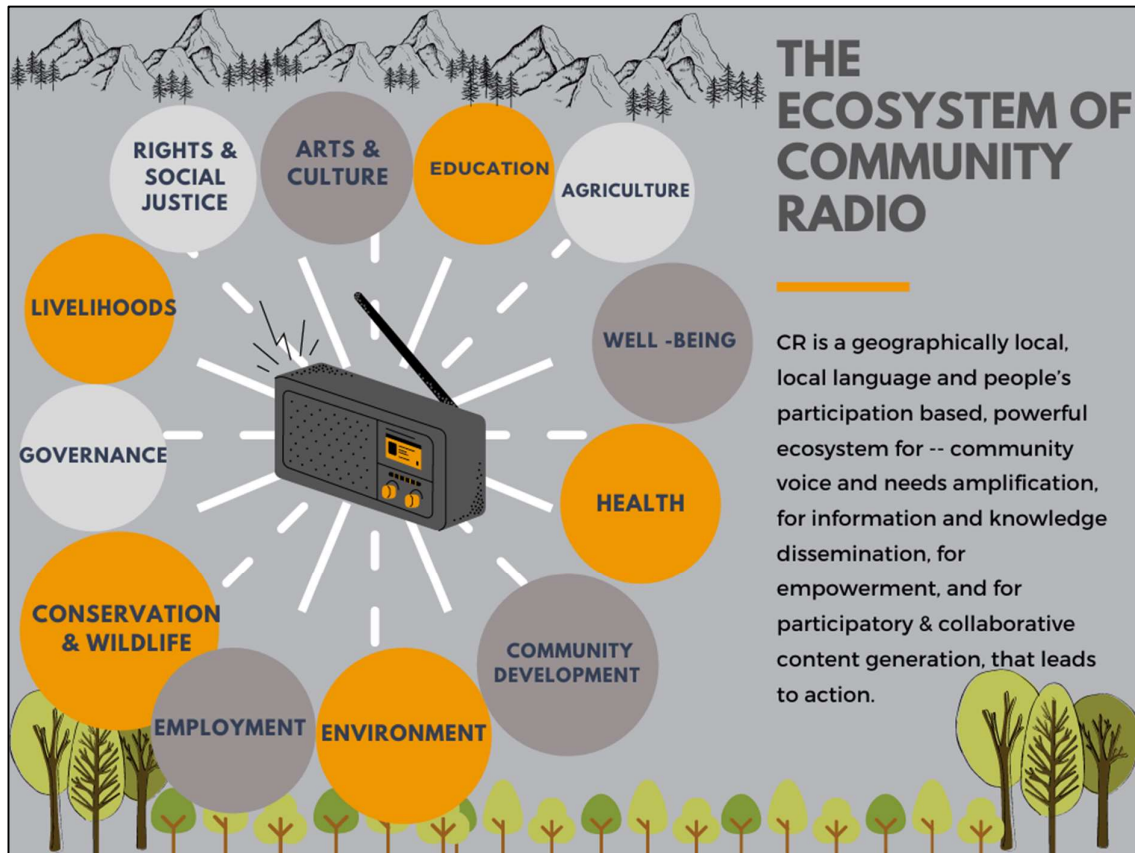 THE
ECOSYSTEM OF
COMMUNITY
RADIO
CR is a geographically local,
local language and people’s
participation based, powerful
ecosystem for -- community
voice and needs amplification,
for information and knowledge
dissemination, for
empowerment, and for
participatory & collaborative
content generation, that leads
to action.
RIGHTS &
SOCIAL
JUSTICE
ARTS &
CULTURE
EDUCATION
AGRICULTURE
WELL -BEING
HEALTH
COMMUNITY
DEVELOPMENT
ENVIRONMENT
EMPLOYMENT
CONSERVATION
& WILDLIFE
GOVERNANCE
LIVELIHOODS